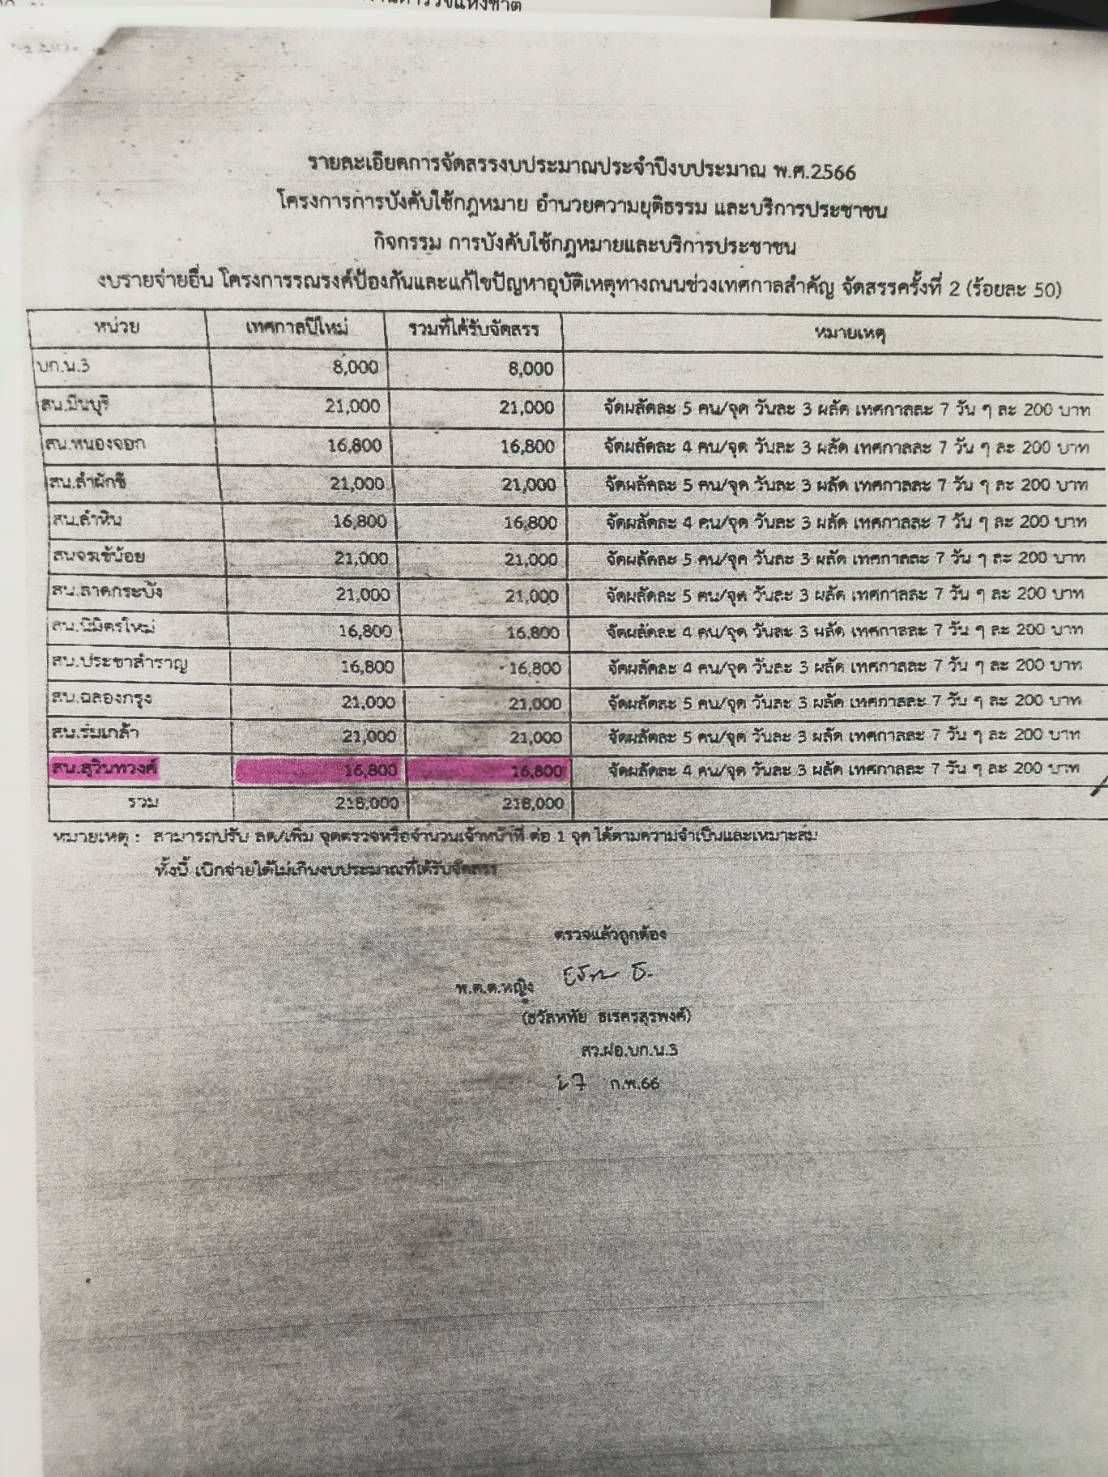 รายละเอียดการจัดสรรงบประมาณประจำปีงบประมาณ พ.ศ.2566
โครงการการบังคับใช้กฎหมาย อำนวยความยุติธรรม และบริการประชาชน
กิจกรรม การบังคับใช้กฎหมายและบริการประชาชน
งบรายจ่ายอื่น โครงการรณรงค์ป้องกันและแก้ไขปัญหาอุบัติเหตุทางถนนช่วงเทศกาลสำคัญ จัดสรรครั้งที่ 2 (ร้อยละ 50)
หน่วย เทศกาลปีใหม่ รวมที่ได้รับจัดสรร หมายเหตุ
บก.น.3 8,000 8,000
สน.มีนบุรี 21,000 21,000 จัดผลัดละ 5 คน/จุด วันละ 3 ผลัด เทศกาลละ 7 วัน ๆ ละ 200 บาท
สน.หนองจอก 16,800 16,800 จัดผลัดละ 4 คน/จุด วันละ 3 ผลัด เทศกาลละ 7 วัน ๆ ละ 200 บาท
สน.ลำผักชี 21,000 21,000 จัดผลัดละ 5 คน/จุด วันละ 3 ผลัด เทศกาลละ 7 วัน ๆ ละ 200 บาท
สน.ลำหิน 16,800 16,800 จัดผลัดละ 4 คน/จุด วันละ 3 ผลัด เทศกาลละ 7 วัน ๆ ละ 200 บาท
สนจรเข้น้อย 21,000 21,000 จัดผลัดละ 5 คน/จุด วันละ 3 ผลัด เทศกาลละ 7 วัน ๆ ละ 200 บาท
สน.ลาดกระบัง 21,000 21,000 จัดผลัดละ 5 คน/จุด วันละ 3 ผลัด เทศกาลละ 7 วัน ๆ ละ 200 บาท
สน.นิมิตรใหม่ 16,800 16,800 จัดผลัดละ 4 คน/จุด วันละ 3 ผลัด เทศกาลละ 7 วัน ๆ ละ 200 บาท
สน.ประชาสำราญ 16,800 16,800 จัดผลัดละ 4 คน/จุด วันละ 3 ผลัด เทศกาลละ 7 วัน ๆ ละ 200 บาท
สน.ฉลองกรุง 21,000 21,000 จัดผลัดละ 5 คน/จุด วันละ 3 ผลัด เทศกาลละ 7 วัน ๆ ละ 200 บาท
สน.ร่มเกล้า 21,000 21,000 จัดผลัดละ 5 คน/จุด วันละ 3 ผลัด เทศกาลละ 7 วัน ๆ ละ 200 บาท
สน.สุวินทวงศ์ 16,800 16,800 จัดผลัดละ 4 คน/จุด วันละ 3 ผลัด เทศกาลละ 7 วัน ๆ ละ 200 บาท
รวม 218,000 218,000
หมายเหตุ : สามารถปรับ ลด/เพิ่ม จุดตรวจหรือจำนวนเจ้าหน้าที่ ต่อ 1 จุด ได้ตามความจำเป็นและเหมาะสม
ทั้งนี้ เบิกจ่ายได้ไม่เกินงบประมาณที่ได้รับจัดสรร
ตรวจแล้วถูกต้อง
พ.ต.ต.หญิง
(ธวัลหทัย ธเรศรสุรพงศ์)
สว.ฝอ.บก.น.3
27 ก.พ.66